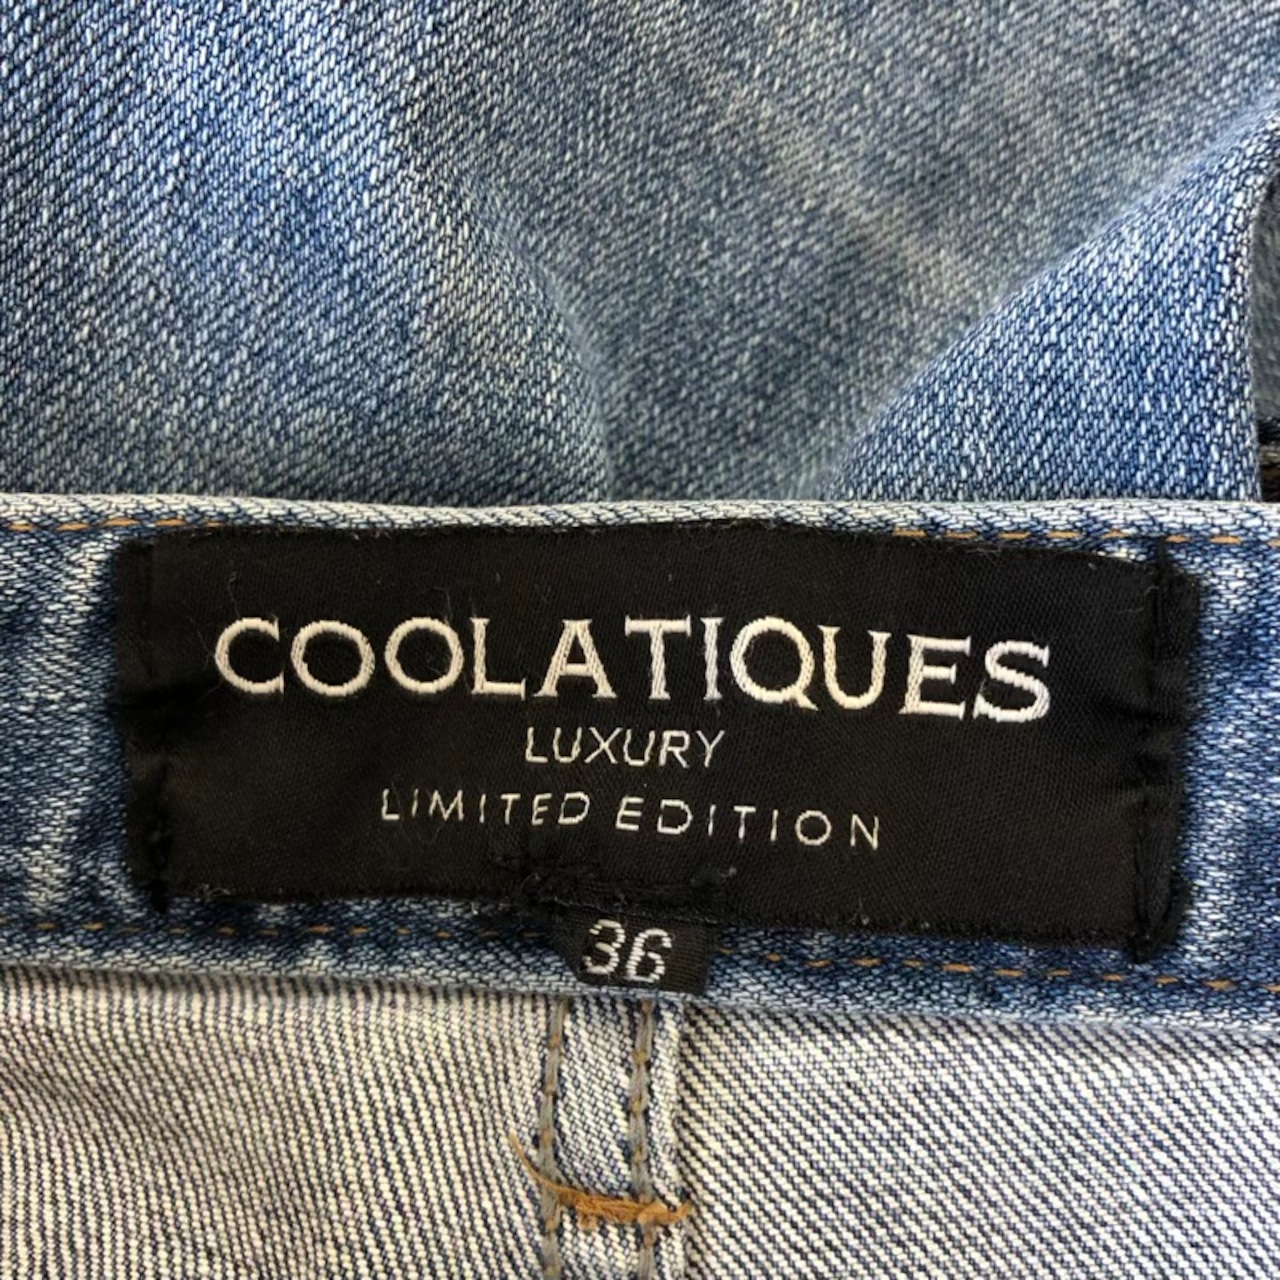 COOLATIQUES
LUXURY
LIMITED EDITION
36